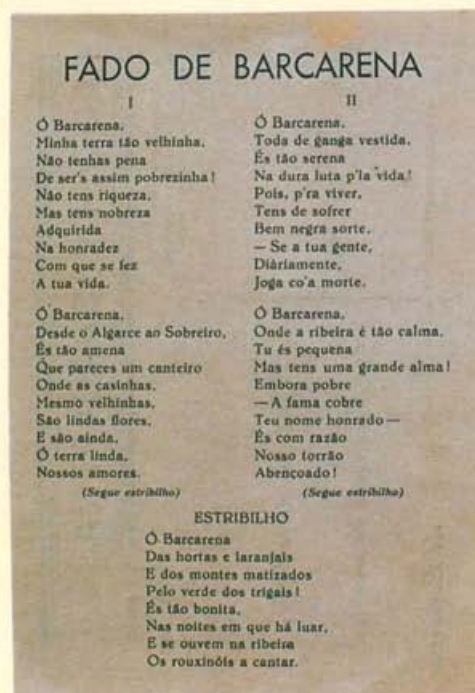 FADO DE BARCARENA
I
Ó Barcarena,
Minha terra tão velhinha,
Não tenhas pena
De ser's assim pobrezinha!
Não tens riqueza,
Mas tens nobreza
Adquirida
Na honradez
Com que se fez
A tua vida.
Ó Barcarena,
Desde o Algarce ao Sobreiro,
És tão amena
Que pareces um canteiro
Onde as casinhas,
Mesmo velhinhas,
São lindas flores,
E são ainda,
Ó terra linda,
Nossos amores.
(Segue estribilho)
II
Ó Barcarena,
Toda de ganga vestida,
És tão serena
Na dura luta p'la vida!
Pois, p'ra viver,
Tens de sofrer
Bem negra sorte,
— Se a tua gente,
Diàriamente,
Joga co'a morte.
Ó Barcarena,
Onde a ribeira é tão calma,
Tu és pequena
Mas tens uma grande alma!
Embora pobre
— A fama cobre
Teu nome honrado —
És com razão
Nosso torrão
Abençoado!
(Segue estribilho)
ESTRIBILHO
Ó Barcarena
Das hortas e laranjais
E dos montes matizados
Pelo verde dos trigais!
És tão bonita,
Nas noites em que há luar,
E se ouvem na ribeira
Os rouxinóis a cantar.